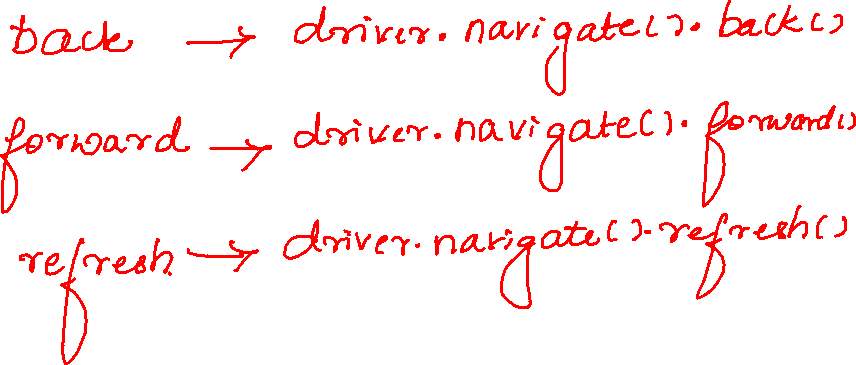 back → driver.navigate().back()
forward → driver.navigate().forward()
refresh → driver.navigate().refresh()